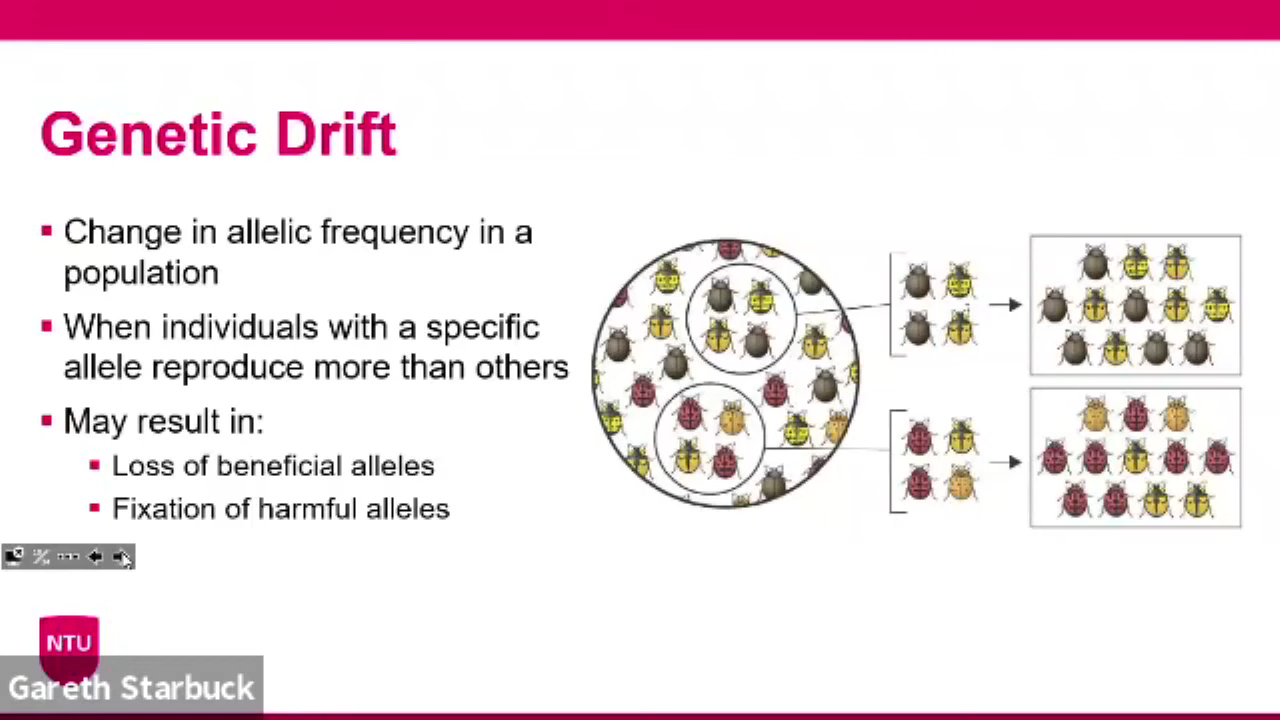 Genetic Drift
Change in allelic frequency in a
population
When individuals with a specific
allele reproduce more than others
May result in:
Loss of beneficial alleles
Fixation of harmful alleles
NTU
Gareth Starbuck